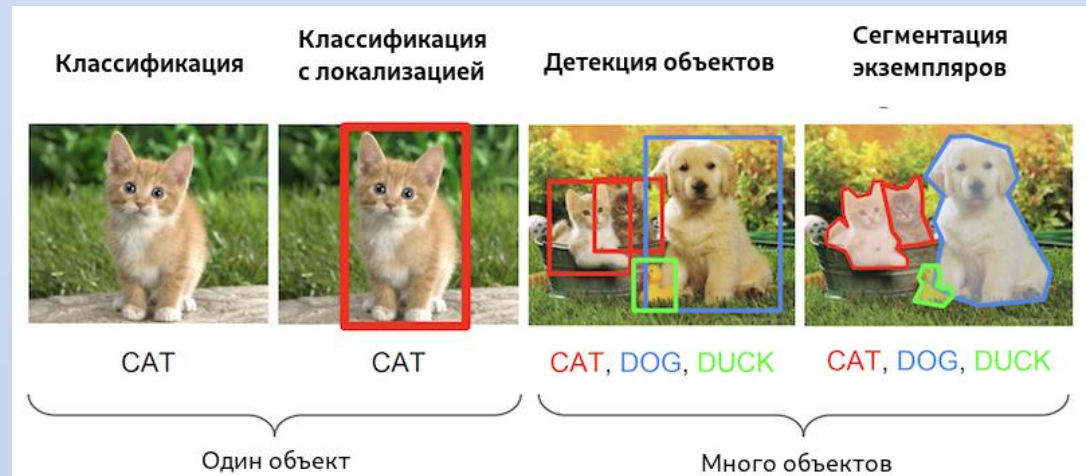 Классификация
Классификация
с локализацией
Детекция объектов
Сегментация
экземпляров
CAT
CAT
CAT, DOG, DUCK
CAT, DOG, DUCK
Один объект
Много объектов